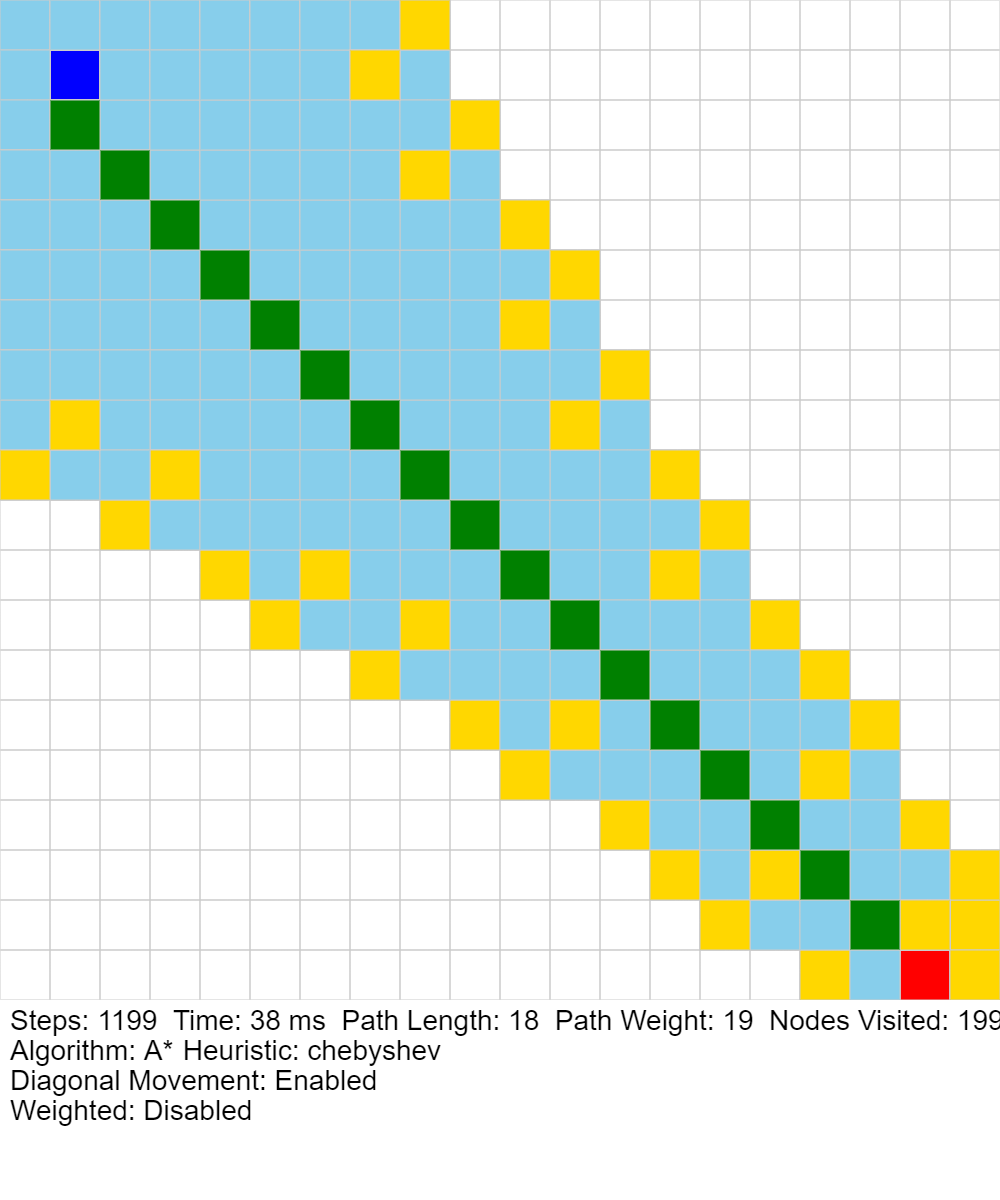 Steps: 1199 Time: 38 ms Path Length: 18 Path Weight: 19 Nodes Visited: 199
Algorithm: A* Heuristic: chebyshev
Diagonal Movement: Enabled
Weighted: Disabled